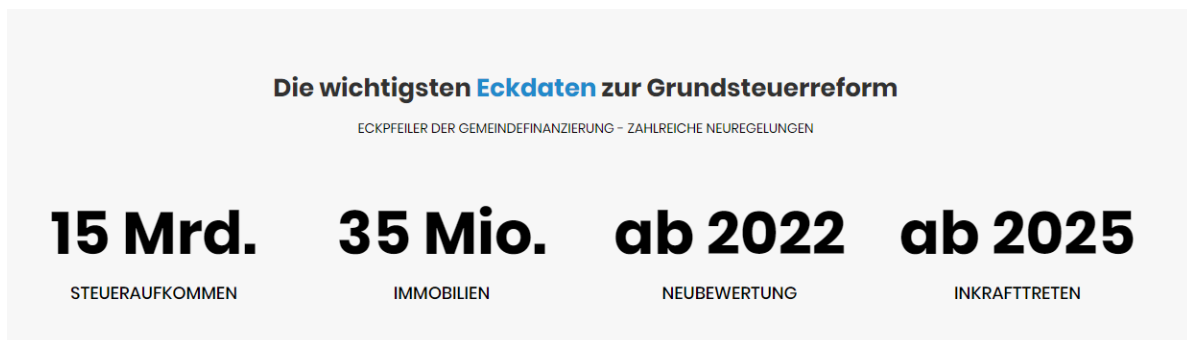 Die wichtigsten Eckdaten zur Grundsteuerreform
ECKPFEILER DER GEMEINDEFINANZIERUNG - ZAHLREICHE NEUREGELUNGEN
15 Mrd. 35 Mio. ab 2022 ab 2025
STEUERAUFKOMMEN IMMOBILIEN NEUBEWERTUNG INKRAFTTRETEN